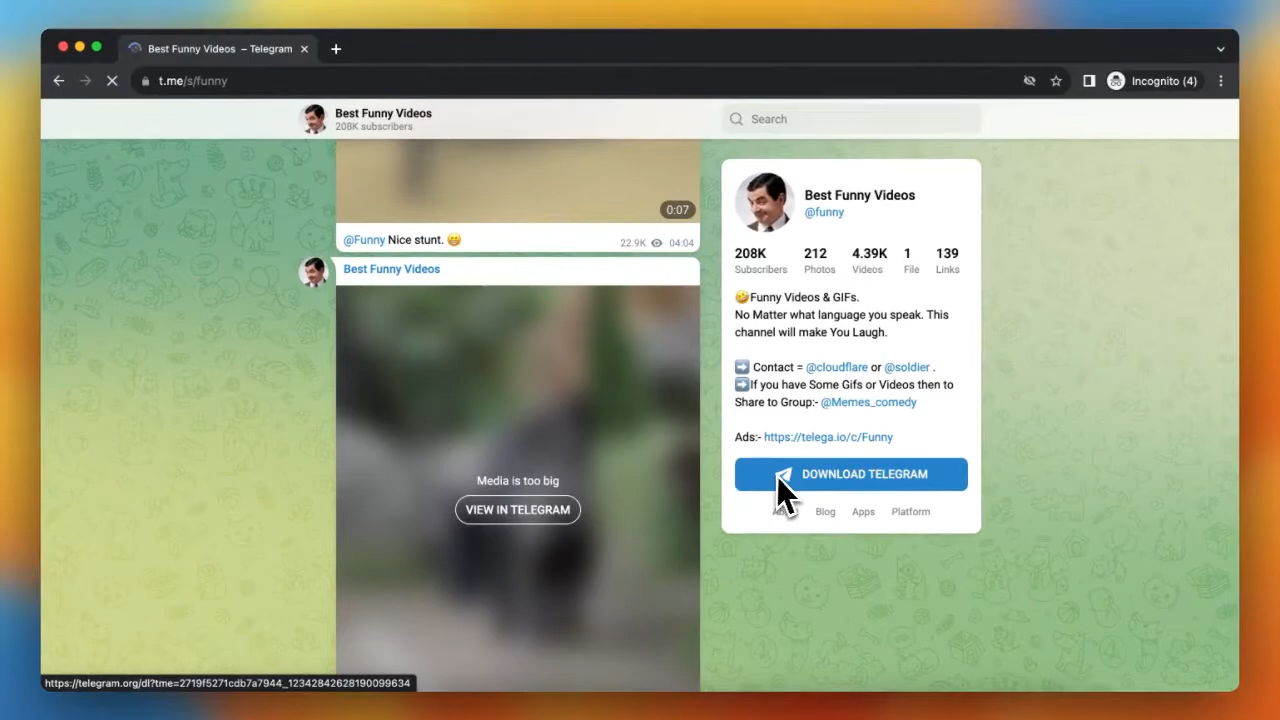 Best Funny Videos – Telegram
t.me/s/funny
Incognito (4)
Best Funny Videos
208K subscribers
Search
0:07
@Funny Nice stunt. 😁
22.9K 04:04
Best Funny Videos
Media is too big
VIEW IN TELEGRAM
Best Funny Videos
@funny
208K 212 4.39K 1 139
Subscribers Photos Videos File Links
🤣Funny Videos & GIFs.
No Matter what language you speak. This
channel will make You Laugh.
➡️ Contact = @cloudflare or @soldier .
➡️If you have Some Gifs or Videos then to
Share to Group:- @Memes_comedy
Ads:- https://telega.io/c/Funny
DOWNLOAD TELEGRAM
Blog Apps Platform
https://telegram.org/dl?tme=2719f5271cdb7a7944_12342842628190099634